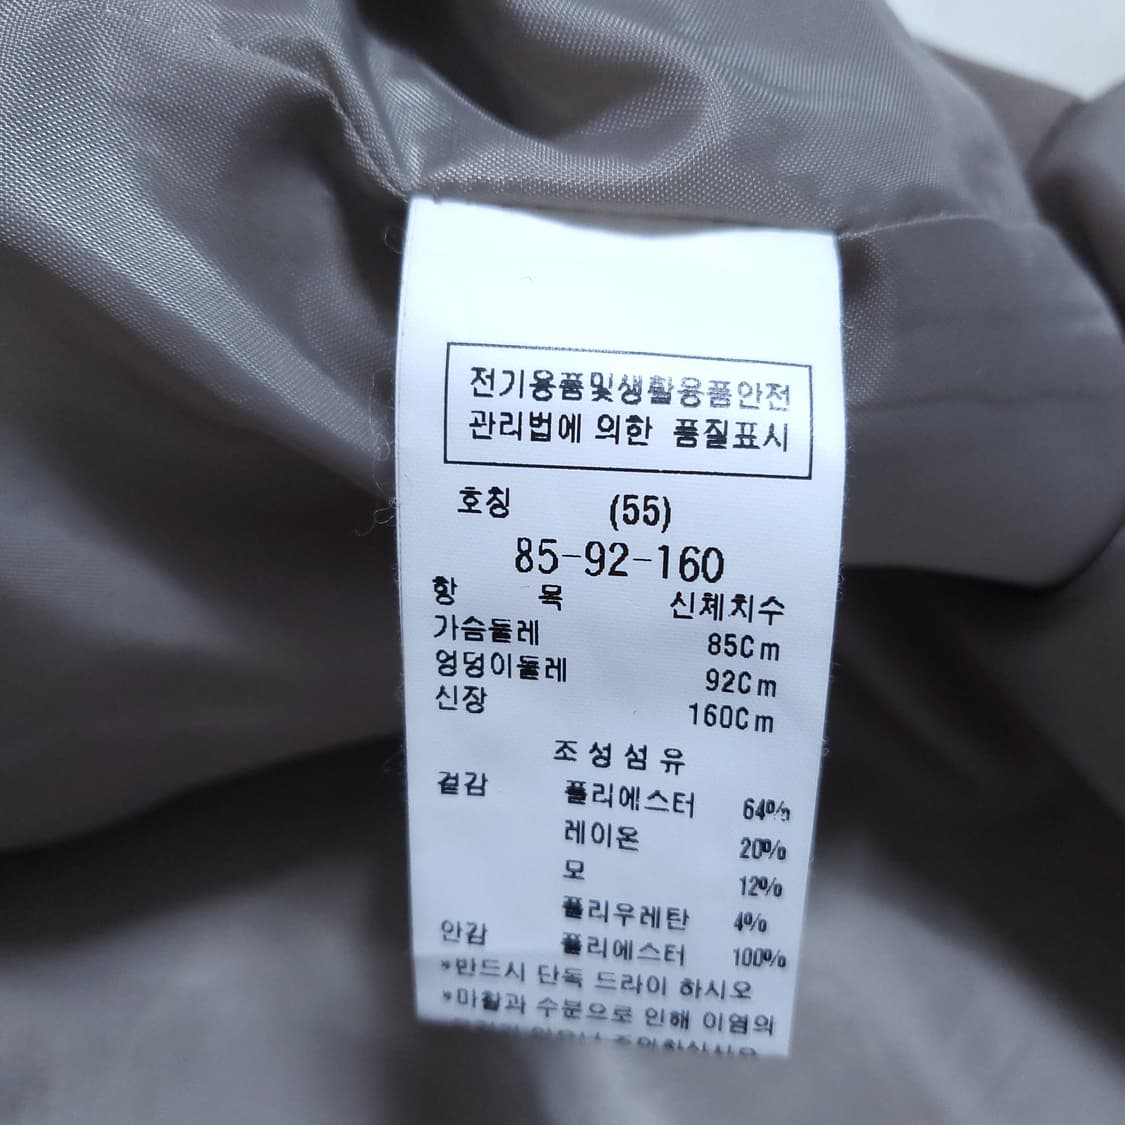 전기용품및생활용품안전
관리법에 의한 품질표시
호칭 (55)
85-92-160
항 목 신체치수
가슴둘레 85Cm
엉덩이둘레 92Cm
신장 160Cm
조성섬유
겉감 폴리에스터 64%
레이온 20%
모 12%
폴리우레탄 4%
안감 폴리에스터 100%
*반드시 단독 드라이 하시오
*마찰과 수분으로 인해 이염의